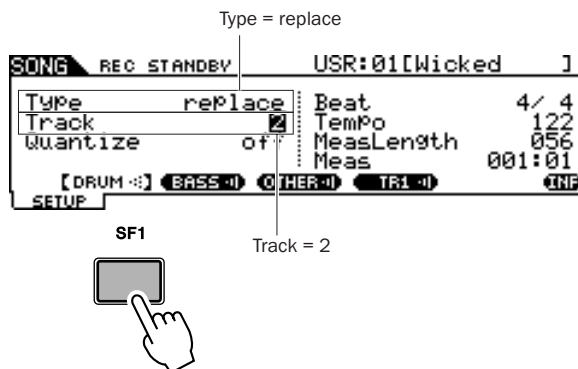 Type = replace
SONG REC STANDBY USR:01[Wicked ]
Type replace Beat 4/ 4
Track 2 Tempo 122
Quantize off MeasLength 056
Meas 001:01
[DRUM] BASS OTHER TR1 INF
SETUP
SF1
Track = 2